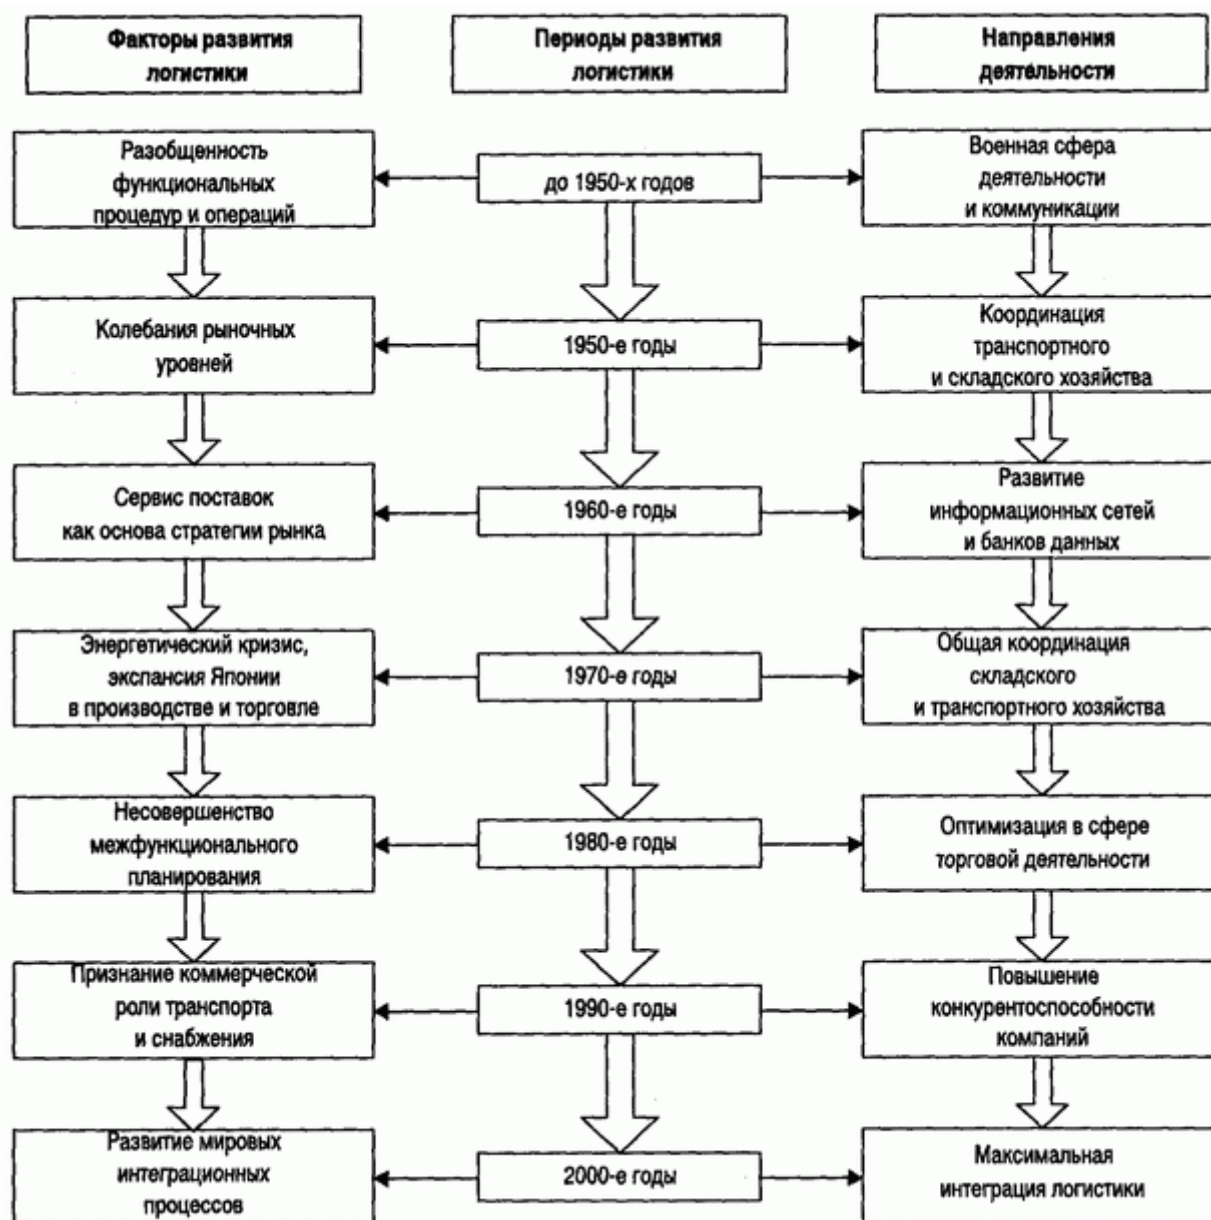 Факторы развития
логистики
Периоды развития
логистики
Направления
деятельности
Разобщенность
функциональных
процедур и операций
до 1950-х годов
Военная сфера
деятельности
и коммуникации
Колебания рыночных
уровней
1950-е годы
Координация
транспортного
и складского хозяйства
Сервис поставок
как основа стратегии рынка
1960-е годы
Развитие
информационных сетей
и банков данных
Энергетический кризис,
экспансия Японии
в производстве и торговле
1970-е годы
Общая координация
складского
и транспортного хозяйства
Несовершенство
межфункционального
планирования
1980-е годы
Оптимизация в сфере
торговой деятельности
Признание коммерческой
роли транспорта
и снабжения
1990-е годы
Повышение
конкурентоспособности
компаний
Развитие мировых
интеграционных
процессов
2000-е годы
Максимальная
интеграция логистики